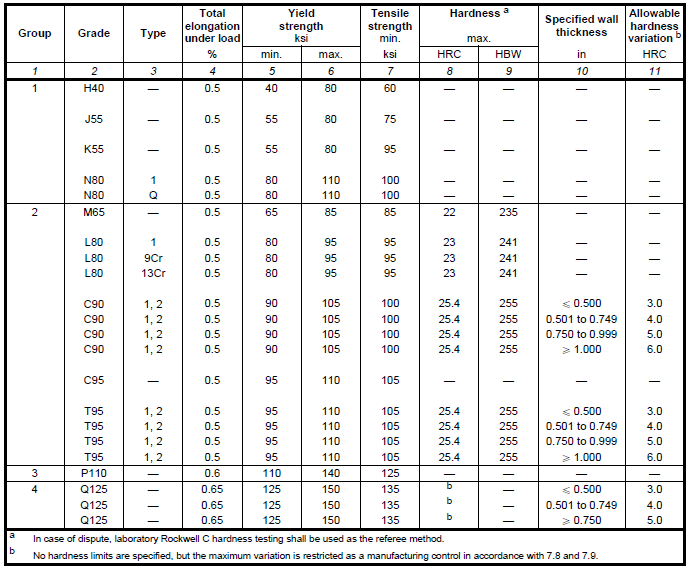 Group Grade Type Total elongation under load Yield strength ksi Tensile strength min. Hardness a max. Specified wall thickness Allowable hardness variation b
% min. max. ksi HRC HBW in HRC
1 2 3 4 5 6 7 8 9 10 11
1 H40 — 0.5 40 80 60 — — — —
J55 — 0.5 55 80 75 — — — —
K55 — 0.5 55 80 95 — — — —
N80 1 0.5 80 110 100 — — — —
N80 Q 0.5 80 110 100 — — — —
2 M65 — 0.5 65 85 85 22 235 — —
L80 1 0.5 80 95 95 23 241 — —
L80 9Cr 0.5 80 95 95 23 241 — —
L80 13Cr 0.5 80 95 95 23 241 — —
C90 1, 2 0.5 90 105 100 25.4 255 ⩽ 0.500 3.0
C90 1, 2 0.5 90 105 100 25.4 255 0.501 to 0.749 4.0
C90 1, 2 0.5 90 105 100 25.4 255 0.750 to 0.999 5.0
C90 1, 2 0.5 90 105 100 25.4 255 ⩾ 1.000 6.0
C95 — 0.5 95 110 105 — — — —
T95 1, 2 0.5 95 110 105 25.4 255 ⩽ 0.500 3.0
T95 1, 2 0.5 95 110 105 25.4 255 0.501 to 0.749 4.0
T95 1, 2 0.5 95 110 105 25.4 255 0.750 to 0.999 5.0
T95 1, 2 0.5 95 110 105 25.4 255 ⩾ 1.000 6.0
3 P110 — 0.6 110 140 125 — — — —
4 Q125 — 0.65 125 150 135 b — ⩽ 0.500 3.0
Q125 — 0.65 125 150 135 b — 0.501 to 0.749 4.0
Q125 — 0.65 125 150 135 b — ⩾ 0.750 5.0
a In case of dispute, laboratory Rockwell C hardness testing shall be used as the referee method.
b No hardness limits are specified, but the maximum variation is restricted as a manufacturing control in accordance with 7.8 and 7.9.